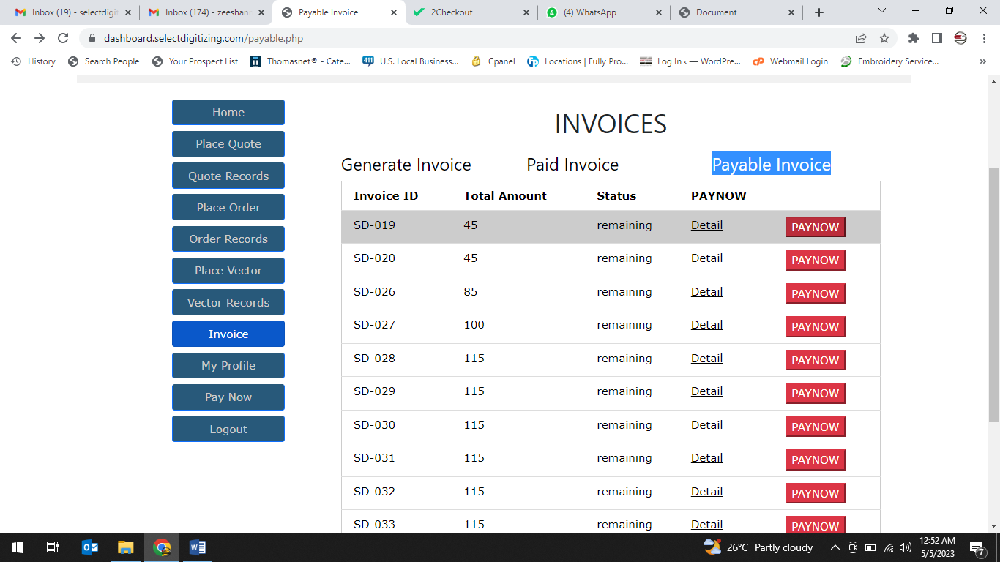 Inbox (19) - selectdigit
Inbox (174) - zeeshann
Payable Invoice
2Checkout
(4) WhatsApp
Document
dashboard.selectdigitizing.com/payable.php
History
Search People
Your Prospect List
Thomasnet® - Cate...
411
U.S. Local Business...
Cpanel
Locations | Fully Pro...
Log In ‹ — WordPre...
Webmail Login
Embroidery Service...
Home
Place Quote
Quote Records
Place Order
Order Records
Place Vector
Vector Records
Invoice
My Profile
Pay Now
Logout
INVOICES
Generate Invoice Paid Invoice Payable Invoice
Invoice ID Total Amount Status PAYNOW
SD-019 45 remaining Detail PAYNOW
SD-020 45 remaining Detail PAYNOW
SD-026 85 remaining Detail PAYNOW
SD-027 100 remaining Detail PAYNOW
SD-028 115 remaining Detail PAYNOW
SD-029 115 remaining Detail PAYNOW
SD-030 115 remaining Detail PAYNOW
SD-031 115 remaining Detail PAYNOW
SD-032 115 remaining Detail PAYNOW
SD-033 115 remaining Detail PAYNOW
26°C Partly cloudy
12:52 AM
5/5/2023
7